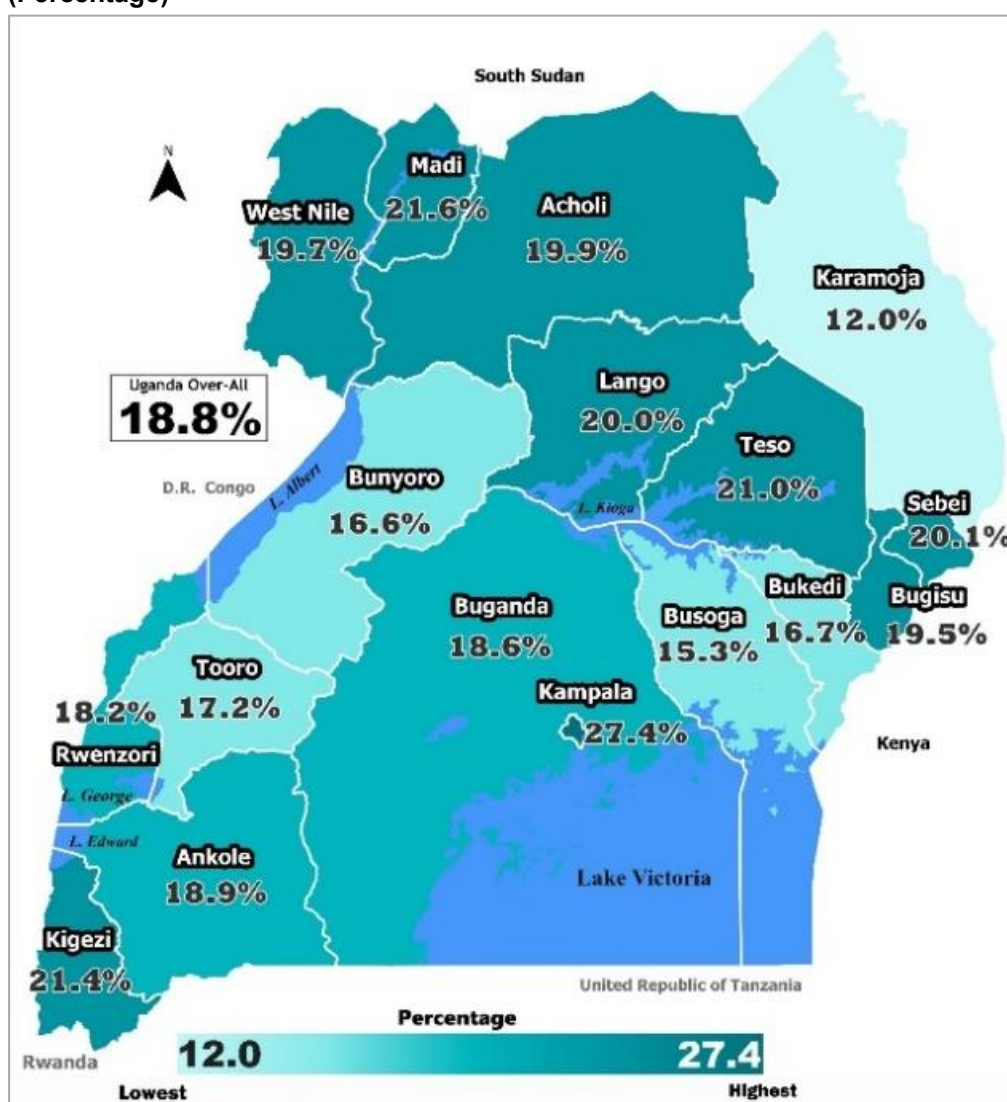 (Percentage)
South Sudan
N
Madi
21.6%
West Nile
19.7%
Acholi
19.9%
Karamoja
12.0%
Uganda Over-All
18.8%
Lango
20.0%
Teso
21.0%
D.R. Congo
L. Albert
Bunyoro
16.6%
L. Kioga
Sebei
20.1%
Buganda
18.6%
Busoga
15.3%
Bukedi
16.7%
Bugisu
19.5%
Tooro
17.2%
18.2%
Rwenzori
Kampala
27.4%
Kenya
L. George
L. Edward
Ankole
18.9%
Lake Victoria
Kigezi
21.4%
United Republic of Tanzania
Rwanda
Percentage
12.0
27.4
Lowest
Highest